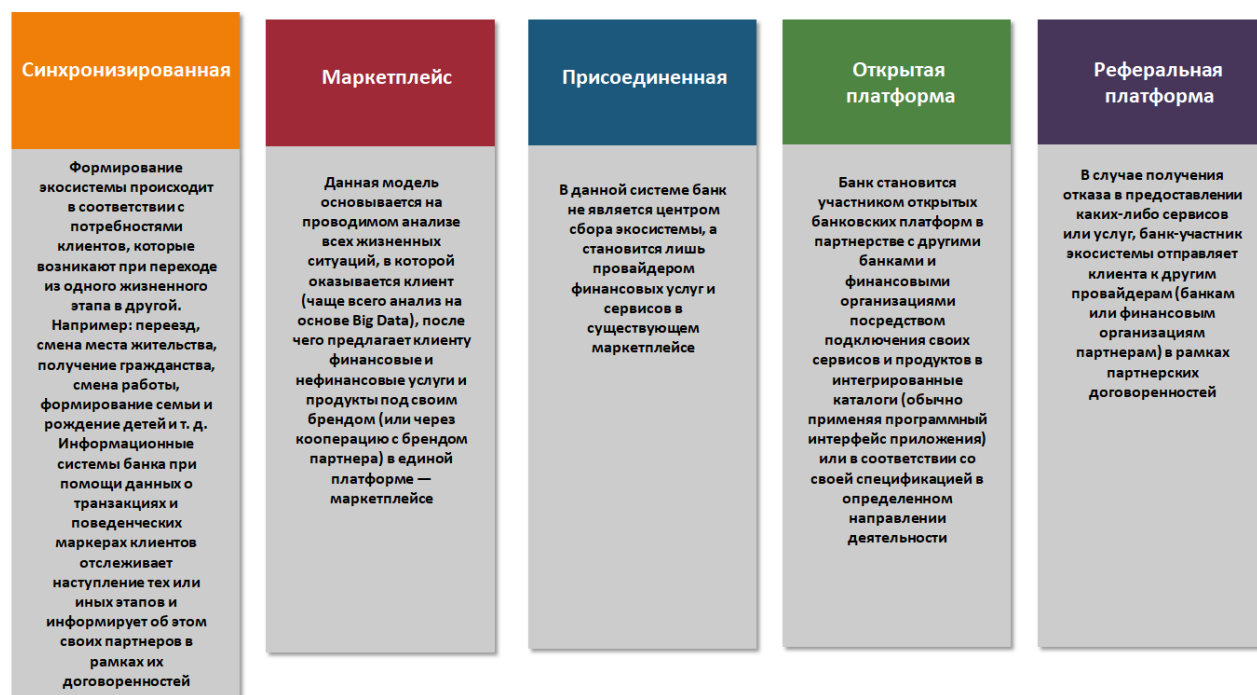 Синхронизированная
Формирование
экосистемы происходит
в соответствии с
потребностями
клиентов, которые
возникают при переходе
из одного жизненного
этапа в другой.
Например: переезд,
смена места жительства,
получение гражданства,
смена работы,
формирование семьи и
рождение детей и т. д.
Информационные
системы банка при
помощи данных о
транзакциях и
поведенческих
маркерах клиентов
отслеживает
наступление тех или
иных этапов и
информирует об этом
своих партнеров в
рамках их
договоренностей
Маркетплейс
Данная модель
основывается на
проводимом анализе
всех жизненных
ситуаций, в которой
оказывается клиент
(чаще всего анализ на
основе Big Data), после
чего предлагает клиенту
финансовые и
нефинансовые услуги и
продукты под своим
брендом (или через
кооперацию с брендом
партнера) в единой
платформе —
маркетплейсе
Присоединенная
В данной системе банк
не является центром
сбора экосистемы, а
становится лишь
провайдером
финансовых услуг и
сервисов в
существующем
маркетплейсе
Открытая
платформа
Банк становится
участником открытых
банковских платформ в
партнерстве с другими
банками и
финансовыми
организациями
посредством
подключения своих
сервисов и продуктов в
интегрированные
каталоги (обычно
применяя программный
интерфейс приложения)
или в соответствии со
своей спецификацией в
определенном
направлении
деятельности
Реферальная
платформа
В случае получения
отказа в предоставлении
каких-либо сервисов
или услуг, банк-участник
экосистемы отправляет
клиента к другим
провайдерам (банкам
или финансовым
организациям
партнерам) в рамках
партнерских
договоренностей